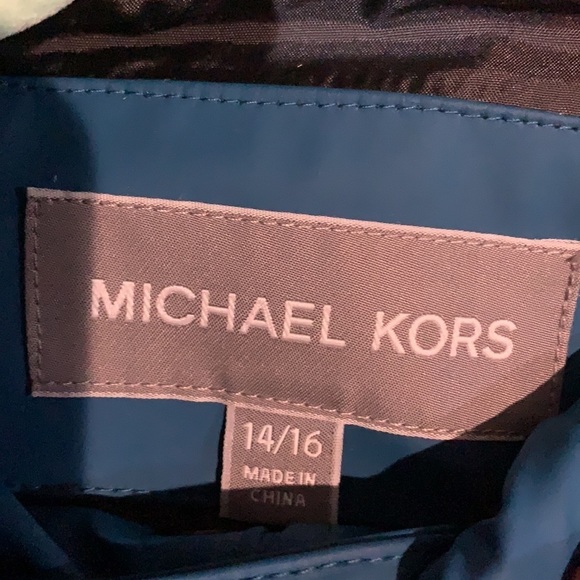 MICHAEL KORS
14/16
MADE IN
CHINA